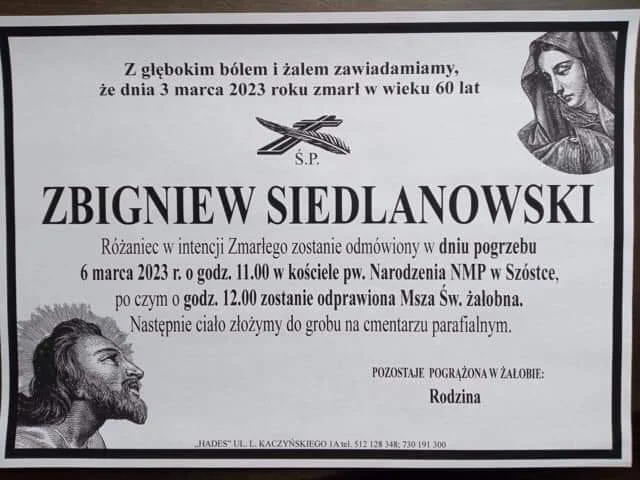 Z głębokim bólem i żalem zawiadamiamy,
że dnia 3 marca 2023 roku zmarł w wieku 60 lat
Ś.P.
ZBIGNIEW SIEDLANOWSKI
Różaniec w intencji Zmarłego zostanie odmówiony w dniu pogrzebu
6 marca 2023 r. o godz. 11.00 w kościele pw. Narodzenia NMP w Szóstce,
po czym o godz. 12.00 zostanie odprawiona Msza Św. żałobna.
Następnie ciało złożymy do grobu na cmentarzu parafialnym.
POZOSTAJE POGRĄŻONA W ŻAŁOBIE:
Rodzina
„HADES” UL. L. KACZYŃSKIEGO 1A tel. 512 128 348; 730 191 300